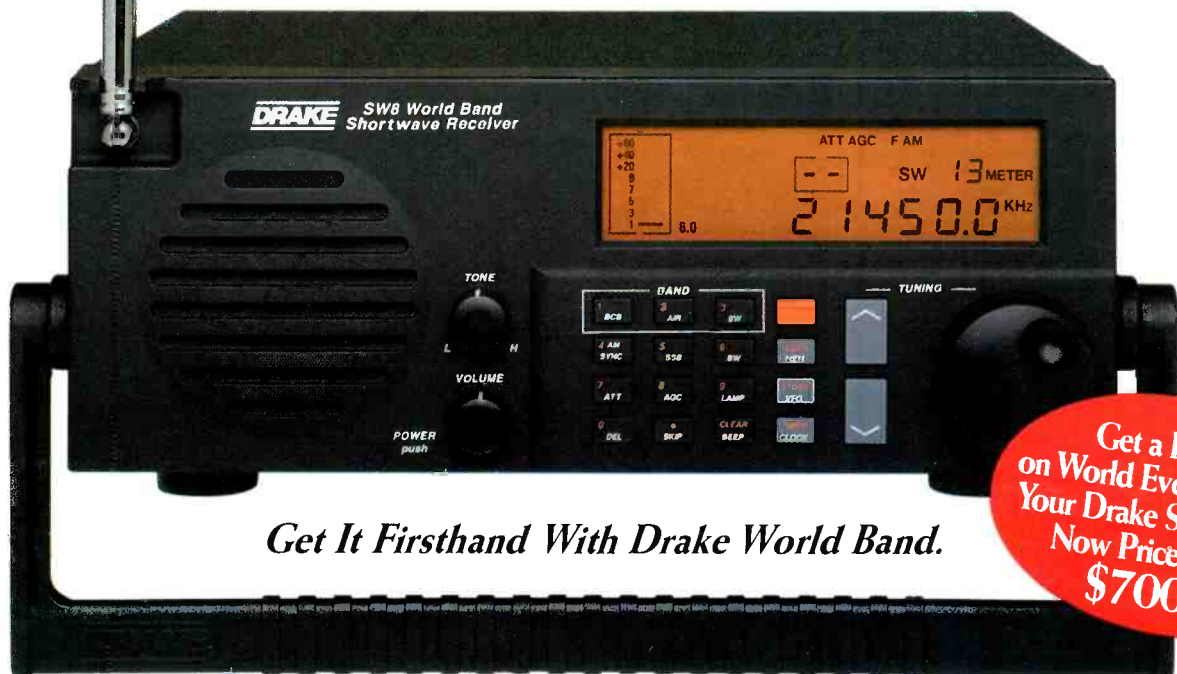 DRAKE SW8 World Band
Shortwave Receiver
+60
+40
+20
9
7
5
3
1
6.0
ATT AGC F AM
-- SW 13 METER
21450.0 KHz
TONE
L H
VOLUME
POWER
push
BAND
TUNING
1 BCB
2 AIR
3 SW
4 AM SYNC
5 SSB
6 BW
7 ATT
8 AGC
9 LAMP
0 DEL
• SKIP
CLEAR BEEP
CLOCK
Get a
on World
Your Drake
Now
$700
Get It Firsthand With Drake World Band.